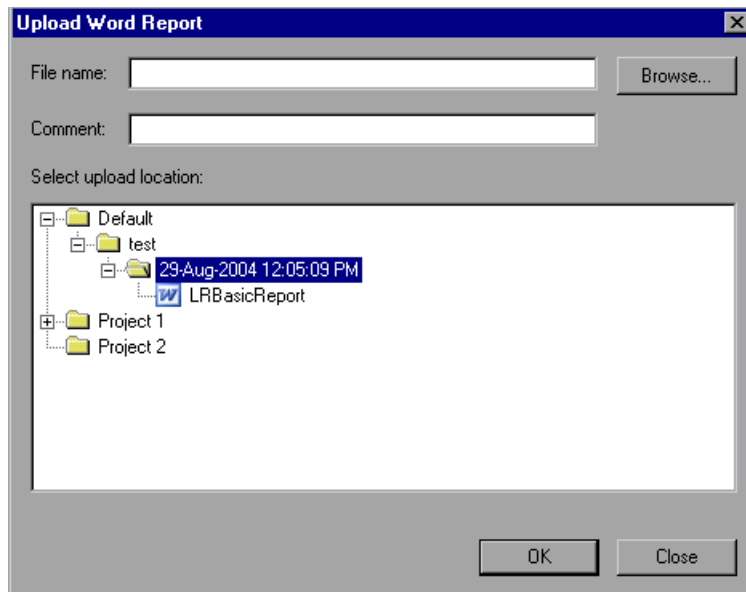 Upload Word Report
File name:
Browse...
Comment:
Select upload location:
Default
test
29-Aug-2004 12:05:09 PM
LRBasicReport
Project 1
Project 2
OK
Close